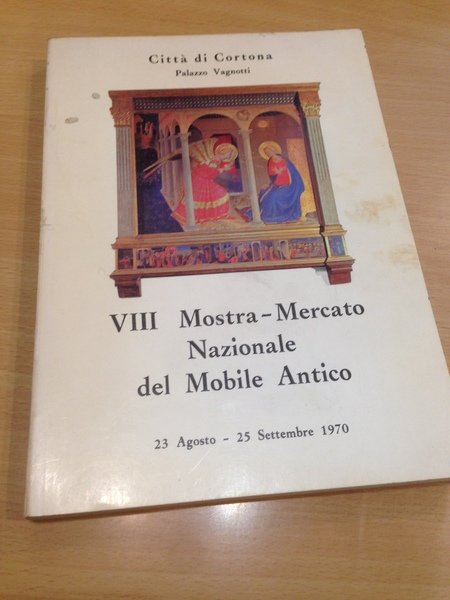 Città di Cortona
Palazzo Vagnotti
VIII Mostra-Mercato
Nazionale
del Mobile Antico
23 Agosto - 25 Settembre 1970